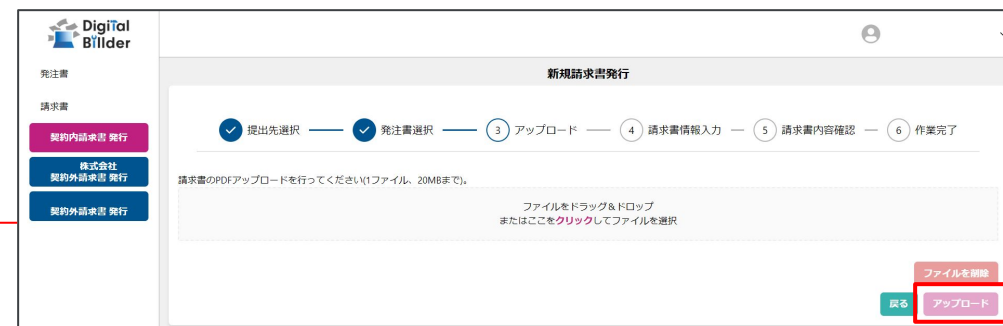 Digital
Billder
発注書
請求書
契約内請求書 発行
株式会社
契約外請求書 発行
契約外請求書 発行
新規請求書発行
提出先選択
発注書選択
3 アップロード
4 請求書情報入力
5 請求書内容確認
6 作業完了
請求書のPDFアップロードを行ってください(1ファイル、20MBまで)。
ファイルをドラッグ&ドロップ
またはここをクリックしてファイルを選択
ファイルを削除
戻る
アップロード